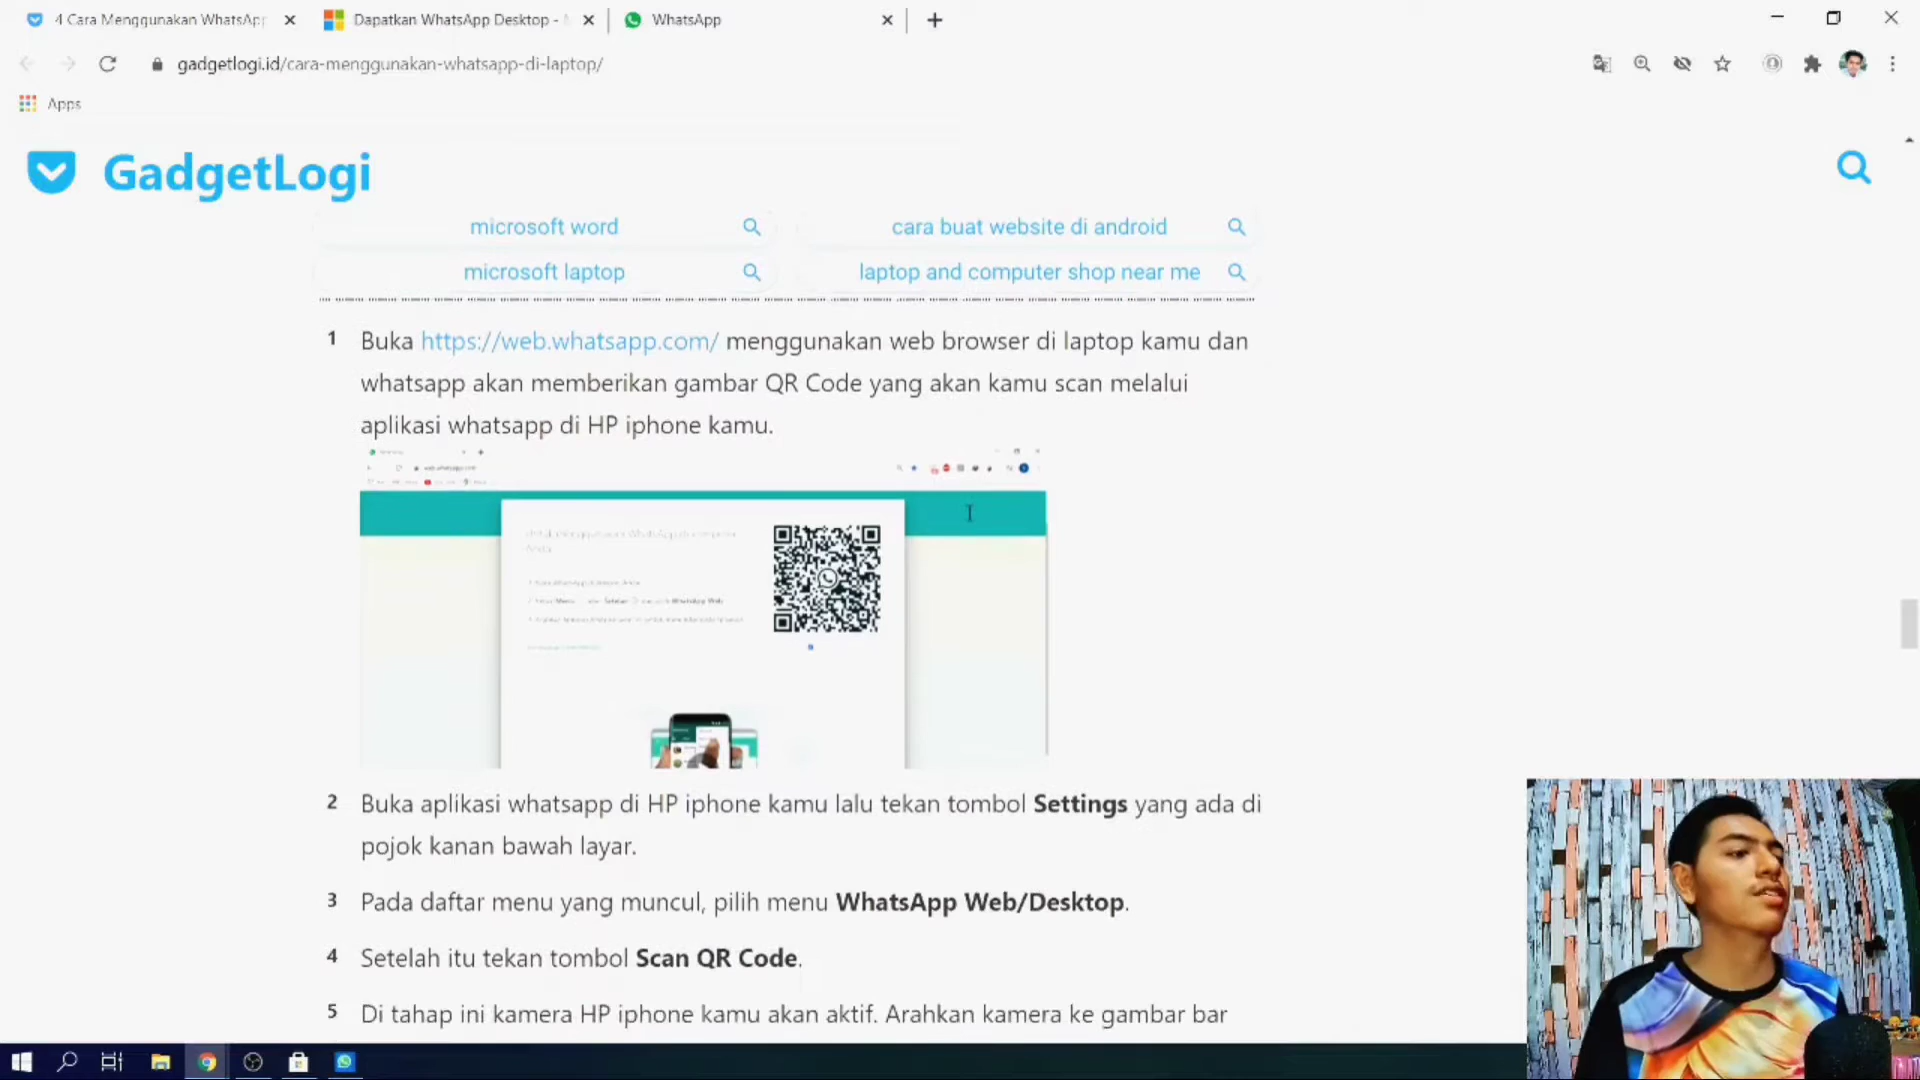 4 Cara Menggunakan WhatsAp
Dapatkan WhatsApp Desktop -
WhatsApp
gadgetlogi.id/cara-menggunakan-whatsapp-di-laptop/
Apps
GadgetLogi
microsoft word
cara buat website di android
microsoft laptop
laptop and computer shop near me
1 Buka https://web.whatsapp.com/ menggunakan web browser di laptop kamu dan
whatsapp akan memberikan gambar QR Code yang akan kamu scan melalui
aplikasi whatsapp di HP iphone kamu.
web.whatsapp.com
2 Buka aplikasi whatsapp di HP iphone kamu lalu tekan tombol Settings yang ada di
pojok kanan bawah layar.
3 Pada daftar menu yang muncul, pilih menu WhatsApp Web/Desktop.
4 Setelah itu tekan tombol Scan QR Code.
5 Di tahap ini kamera HP iphone kamu akan aktif. Arahkan kamera ke gambar bar